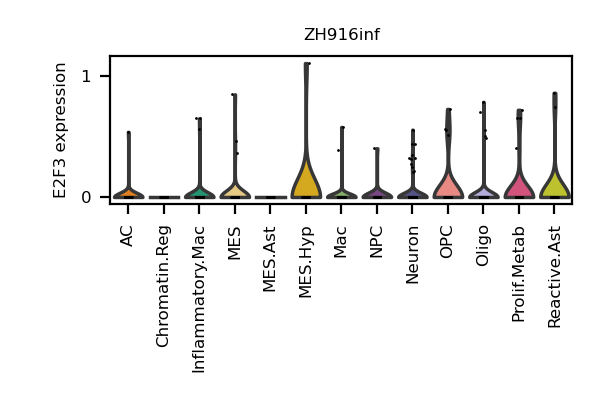 ZH916inf
E2F3 expression
1
0
AC
Chromatin.Reg
Inflammatory.Mac
MES
MES.Ast
MES.Hyp
Mac
NPC
Neuron
OPC
Oligo
Prolif.Metab
Reactive.Ast